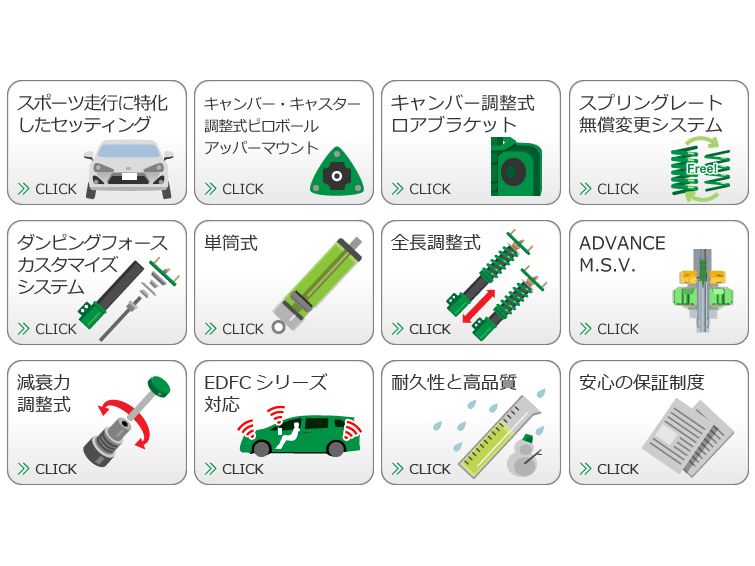 スポーツ走行に特化
したセッティング
CLICK
キャンバー・キャスター
調整式ピロボール
アッパーマウント
CLICK
キャンバー調整式
ロアブラケット
CLICK
スプリングレート
無償変更システム
Free!
CLICK
ダンピングフォース
カスタマイズ
システム
CLICK
単筒式
CLICK
全長調整式
CLICK
ADVANCE
M.S.V.
CLICK
減衰力
調整式
CLICK
EDFC シリーズ
対応
CLICK
耐久性と高品質
CLICK
安心の保証制度
CLICK